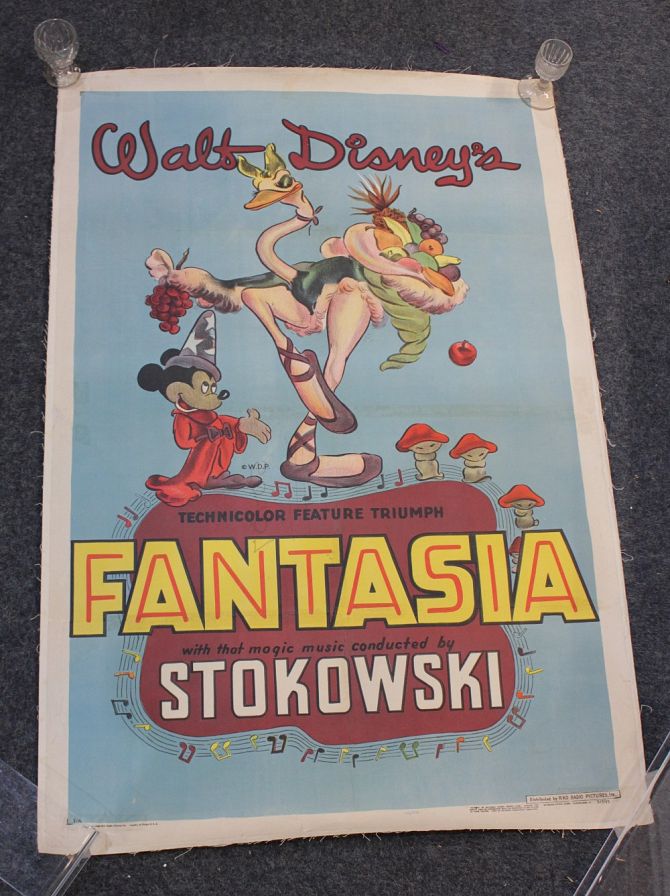 Walt Disney's
© W.D.P.
TECHNICOLOR FEATURE TRIUMPH
FANTASIA
with that magic music conducted by
STOKOWSKI
Distributed by RKO RADIO PICTURES, Inc.